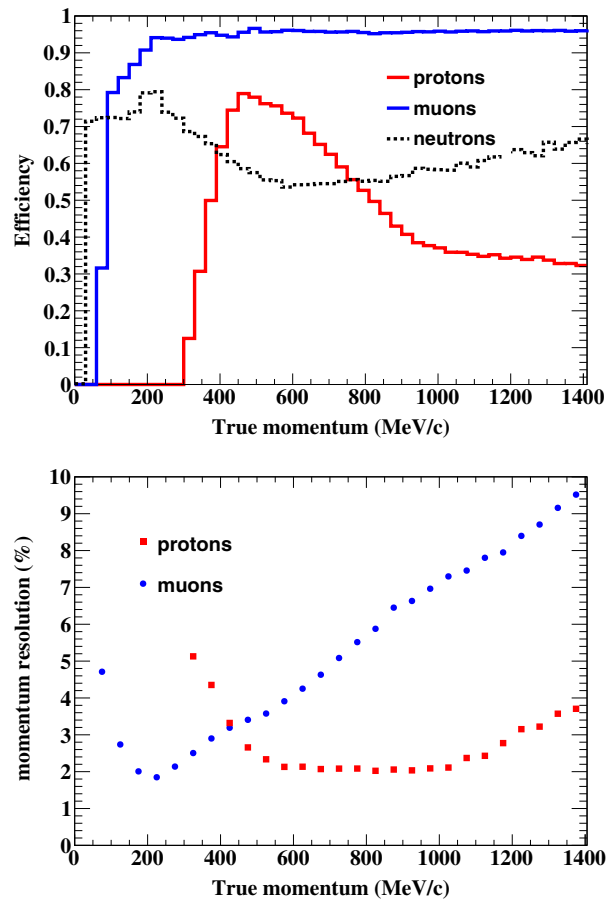 1
0.9
0.8
0.7
0.6
0.5
0.4
0.3
0.2
0.1
0
Efficiency
protons
muons
neutrons
0 200 400 600 800 1000 1200 1400
True momentum (MeV/c)
10
9
8
7
6
5
4
3
2
1
0
momentum resolution (%)
protons
muons
0 200 400 600 800 1000 1200 1400
True momentum (MeV/c)